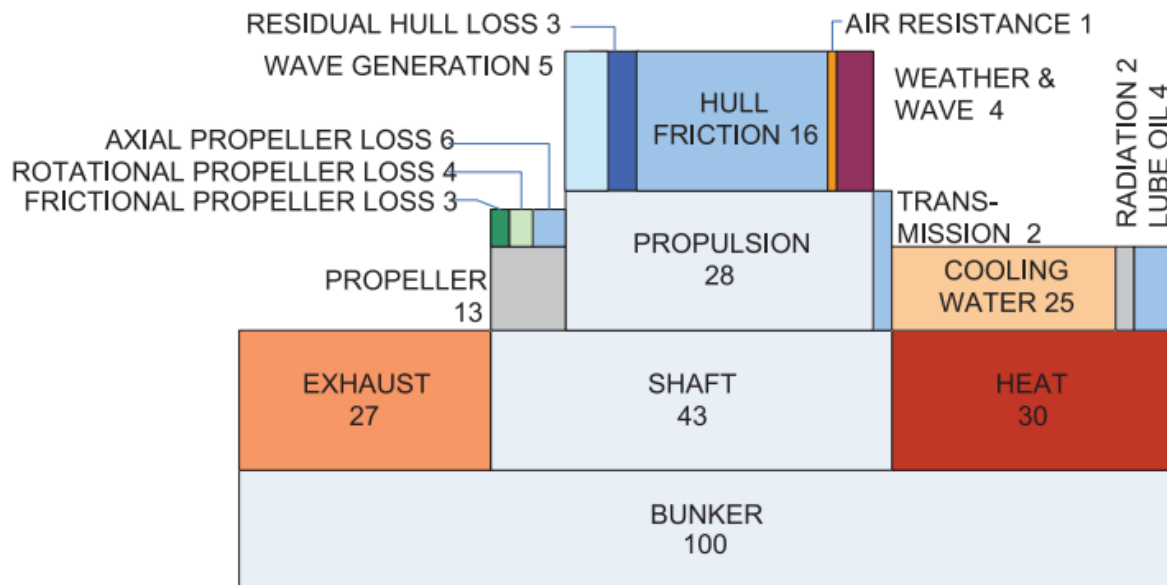 RESIDUAL HULL LOSS 3
AIR RESISTANCE 1
WAVE GENERATION 5
WEATHER &
WAVE 4
HULL
FRICTION 16
RADIATION 2
LUBE OIL 4
AXIAL PROPELLER LOSS 6
ROTATIONAL PROPELLER LOSS 4
FRICTIONAL PROPELLER LOSS 3
TRANS-
MISSION 2
PROPULSION
28
PROPELLER
13
COOLING
WATER 25
EXHAUST
27
SHAFT
43
HEAT
30
BUNKER
100